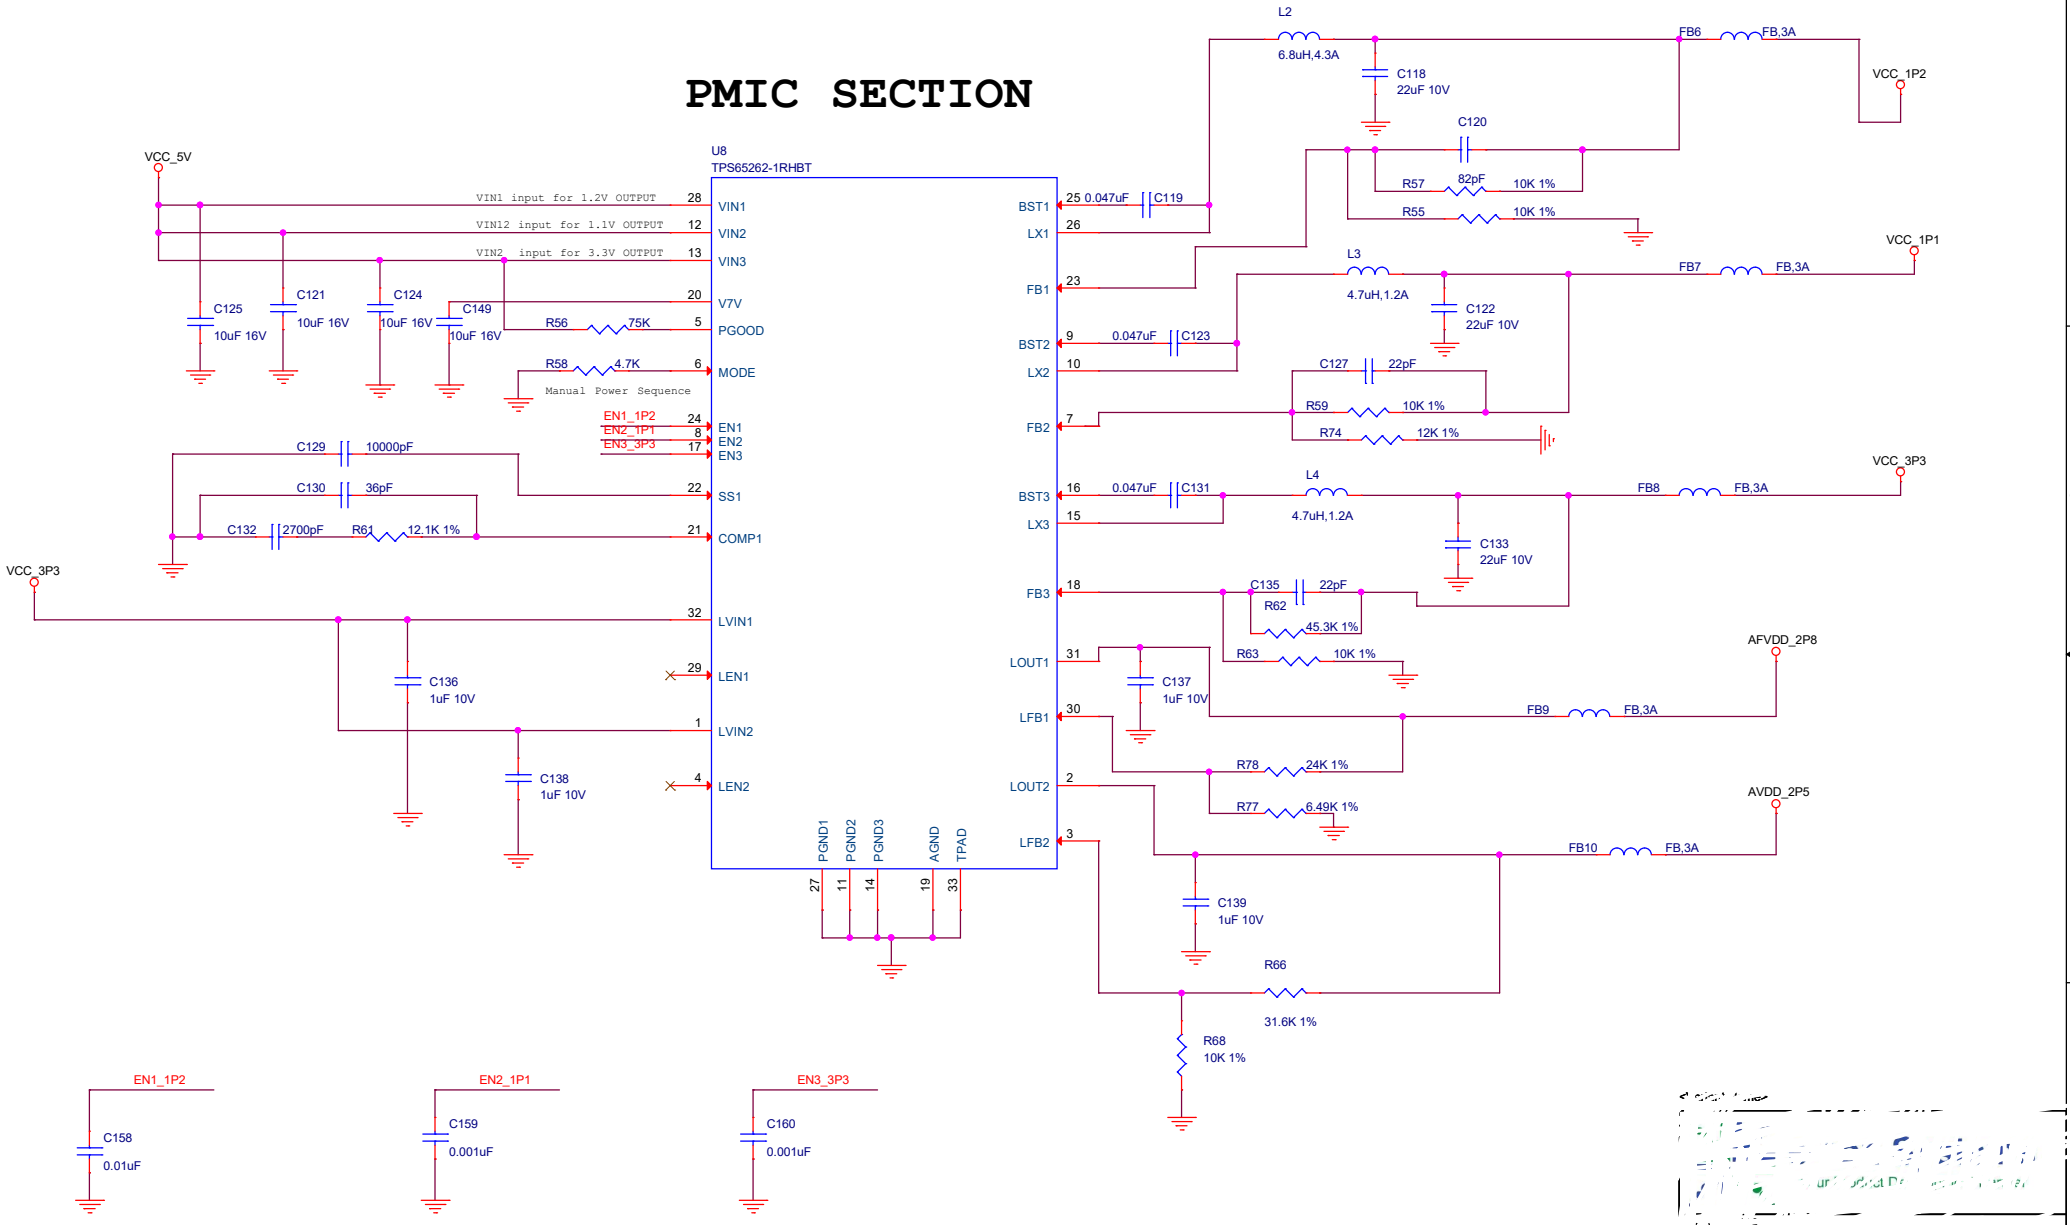 PMIC SECTION
L2
6.8uH,4.3A
FB6
FB,3A
VCC_1P2
C118
22uF 10V
C120
82pF
R57
10K 1%
R55
10K 1%
VCC_5V
U8
TPS65262-1RHBT
VIN1 input for 1.2V OUTPUT
28
VIN1
VIN12 input for 1.1V OUTPUT
12
VIN2
VIN2 input for 3.3V OUTPUT
13
VIN3
C125
10uF 16V
C121
10uF 16V
C124
10uF 16V
C149
10uF 16V
20
V7V
R56
75K
5
PGOOD
R58
4.7K
6
MODE
Manual Power Sequence
EN1_1P2
24
EN1
EN2_1P1
8
EN2
EN3_3P3
17
EN3
C129
10000pF
22
SS1
C130
36pF
C132
2700pF
R61
12.1K 1%
21
COMP1
VCC_3P3
32
LVIN1
29
LEN1
C136
1uF 10V
1
LVIN2
C138
1uF 10V
4
LEN2
BST1
25
0.047uF
C119
LX1
26
FB1
23
BST2
9
0.047uF
C123
LX2
10
FB2
7
BST3
16
0.047uF
C131
LX3
15
FB3
18
LOUT1
31
LFB1
30
LOUT2
2
LFB2
3
L3
4.7uH,1.2A
FB7
FB,3A
VCC_1P1
C122
22uF 10V
C127
22pF
R59
10K 1%
R74
12K 1%
L4
4.7uH,1.2A
FB8
FB,3A
VCC_3P3
C133
22uF 10V
C135
22pF
R62
45.3K 1%
R63
10K 1%
C137
1uF 10V
FB9
FB,3A
AFVDD_2P8
R78
24K 1%
R77
6.49K 1%
FB10
FB,3A
AVDD_2P5
C139
1uF 10V
R66
31.6K 1%
R68
10K 1%
PGND1
PGND2
PGND3
AGND
TPAD
27
11
14
19
33
EN1_1P2
C158
0.01uF
EN2_1P1
C159
0.001uF
EN3_3P3
C160
0.001uF